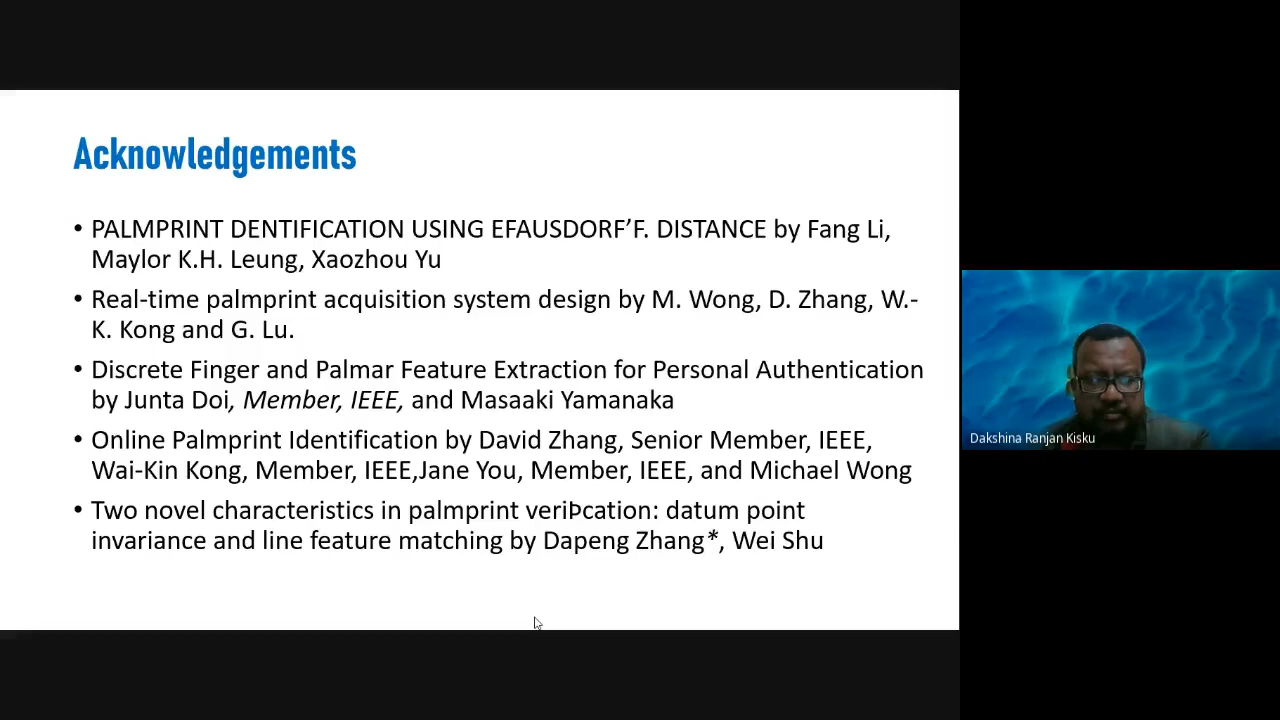 Acknowledgements
• PALMPRINT DENTIFICATION USING EFAUSDORF’F. DISTANCE by Fang Li,
Maylor K.H. Leung, Xaozhou Yu
• Real-time palmprint acquisition system design by M. Wong, D. Zhang, W.-
K. Kong and G. Lu.
• Discrete Finger and Palmar Feature Extraction for Personal Authentication
by Junta Doi, Member, IEEE, and Masaaki Yamanaka
• Online Palmprint Identification by David Zhang, Senior Member, IEEE,
Wai-Kin Kong, Member, IEEE,Jane You, Member, IEEE, and Michael Wong
• Two novel characteristics in palmprint veriÞcation: datum point
invariance and line feature matching by Dapeng Zhang*, Wei Shu
Dakshina Ranjan Kisku